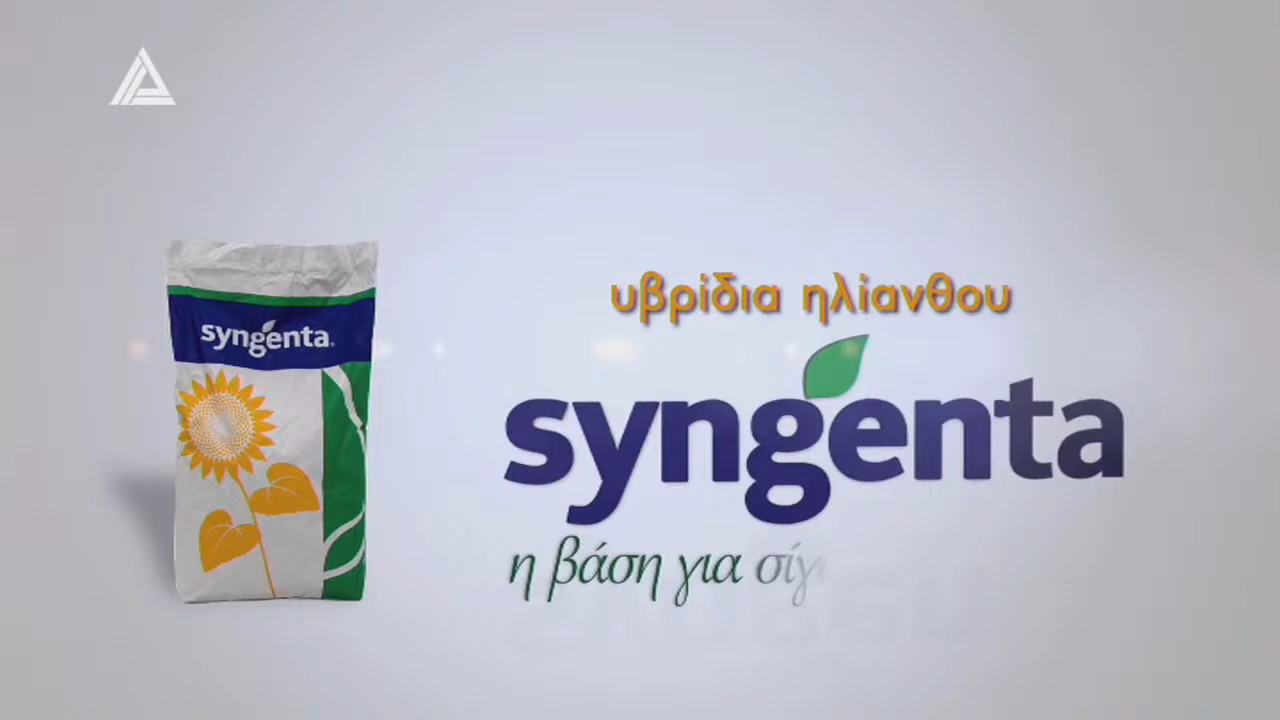 υβρίδια ηλίανθου
syngenta
syngenta
η βάση για